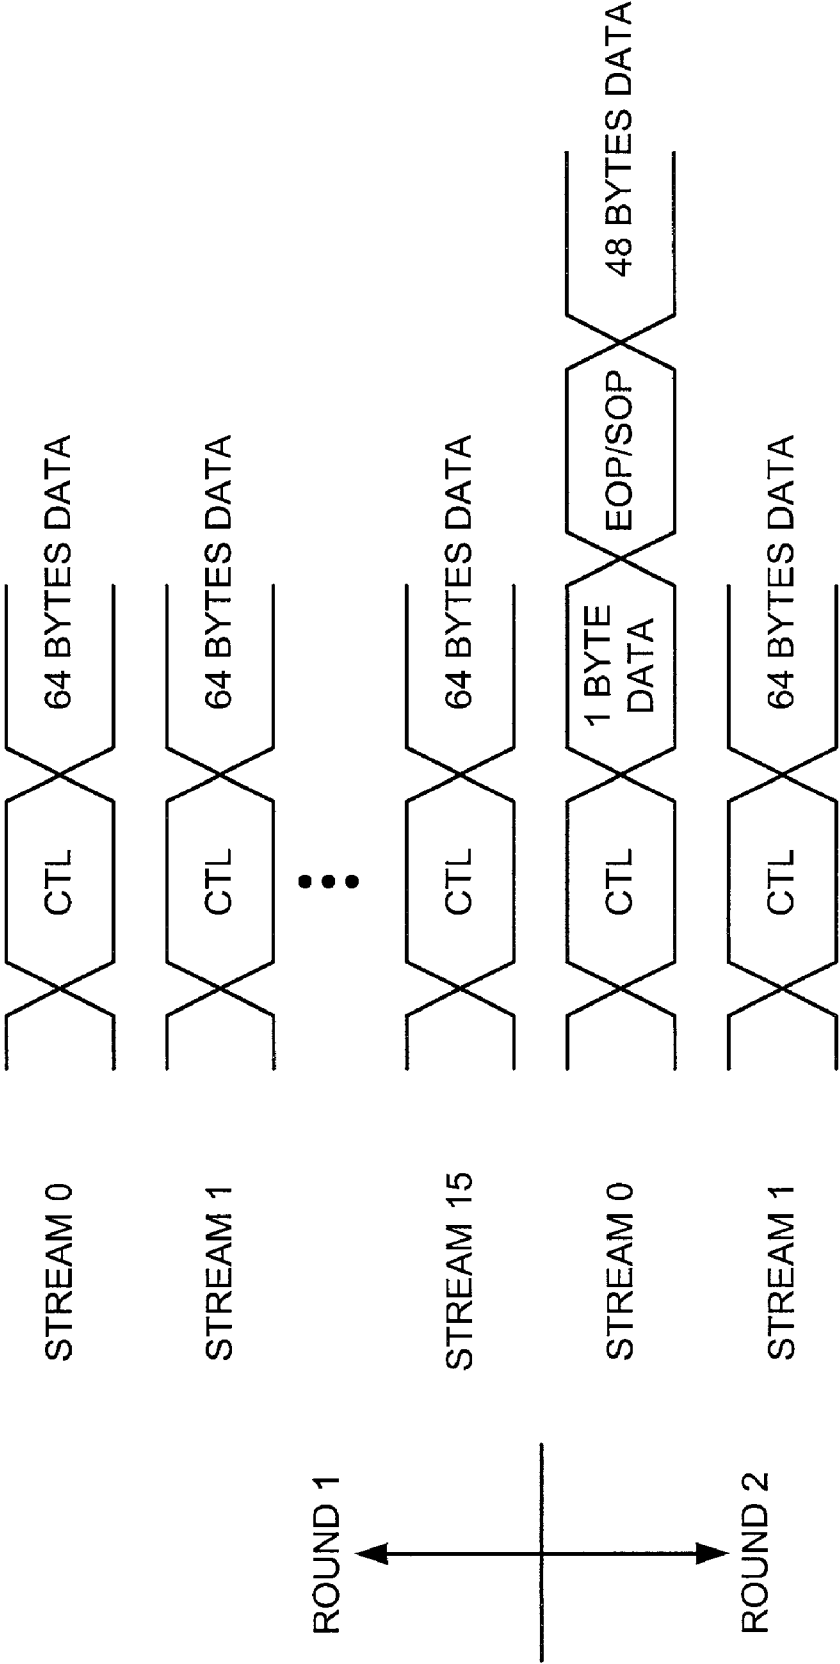 STREAM 0
CTL
64 BYTES DATA
STREAM 1
CTL
64 BYTES DATA
ROUND 1
STREAM 15
CTL
64 BYTES DATA
STREAM 0
CTL
1 BYTE
DATA
EOP/SOP
48 BYTES DATA
ROUND 2
STREAM 1
CTL
64 BYTES DATA